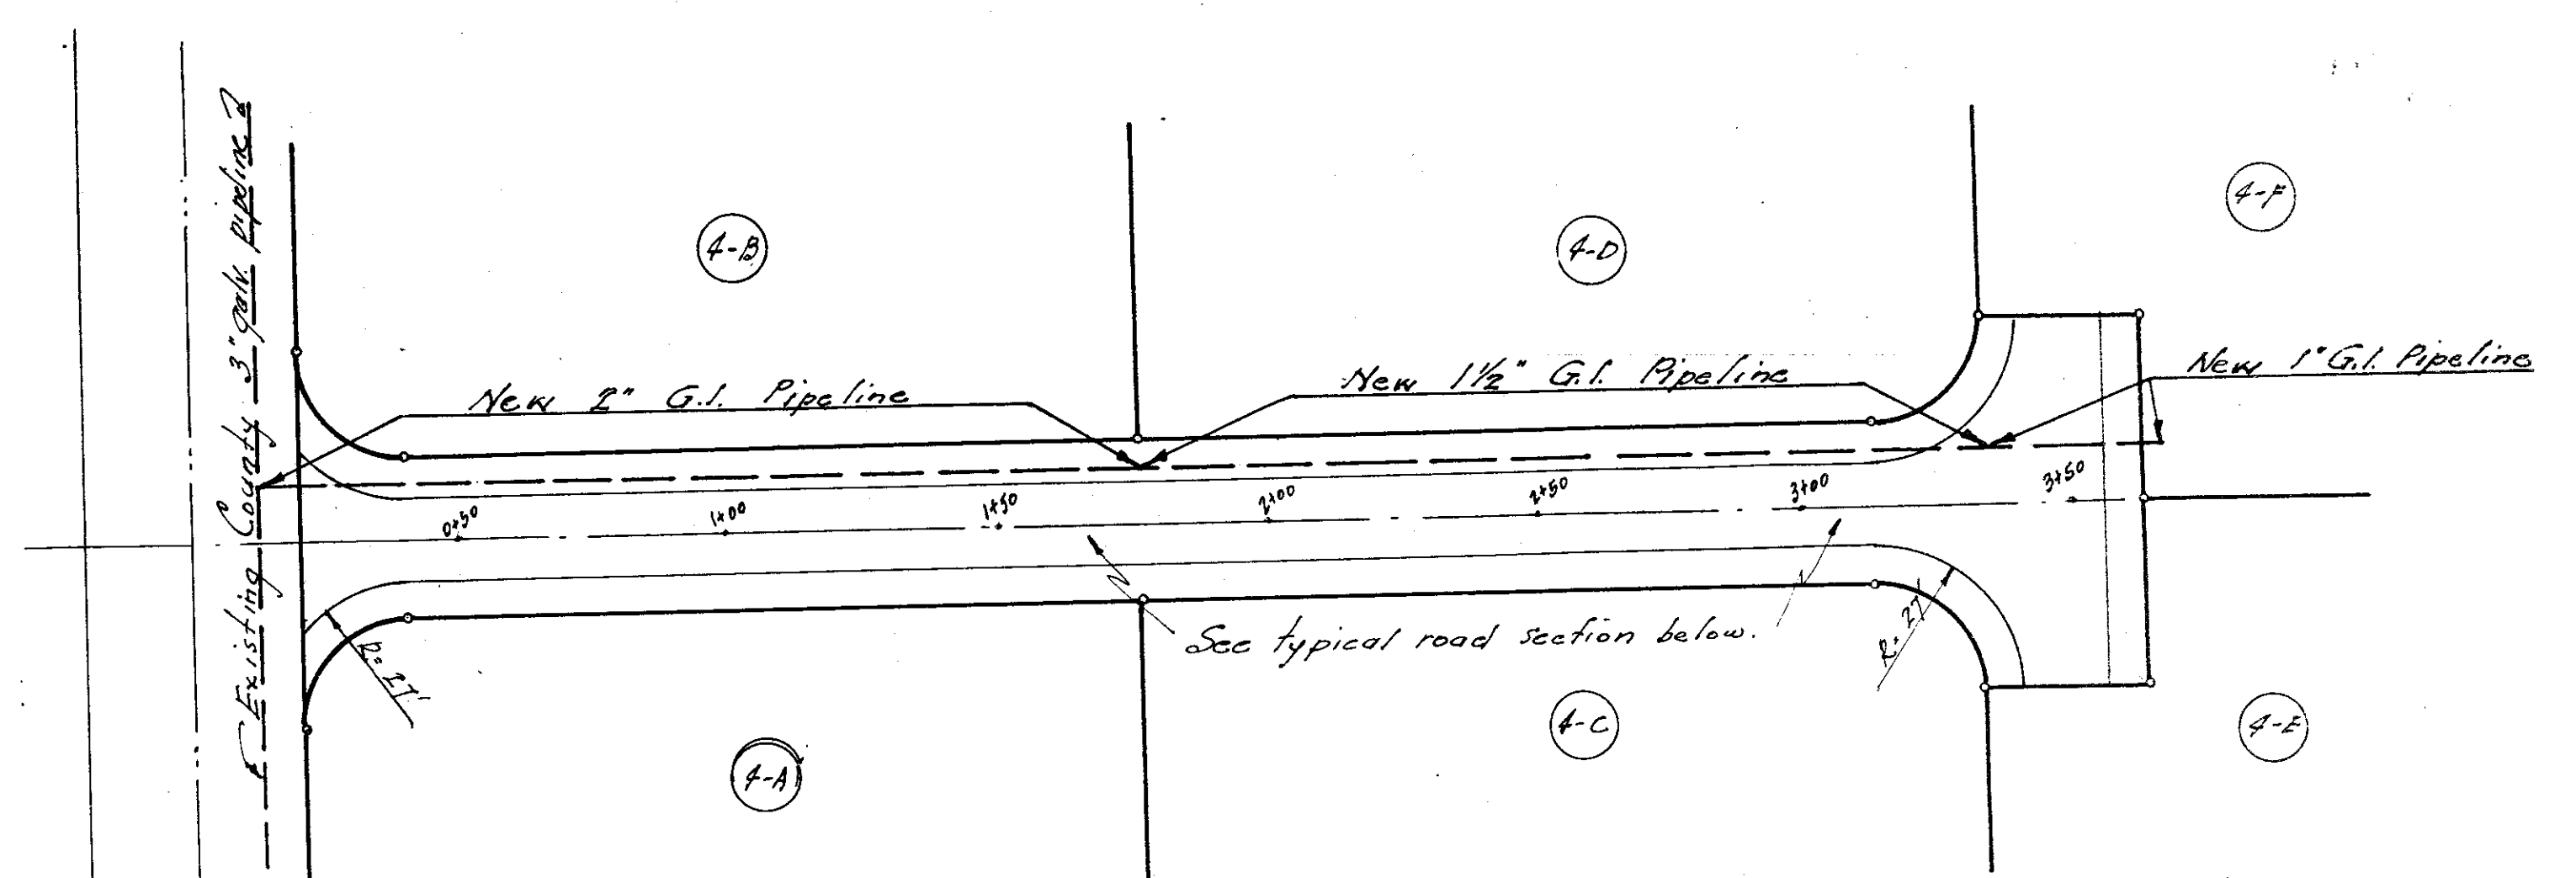 Existing County 3" galv. pipeline
4-B
4-D
4-F
New 2" G.I. Pipeline
New 1½" G.I. Pipeline
New 1" G.I. Pipeline
0+50
1+00
1+50
2+00
2+50
3+00
3+50
R=27'
See typical road section below.
R=27'
4-A
4-C
4-E